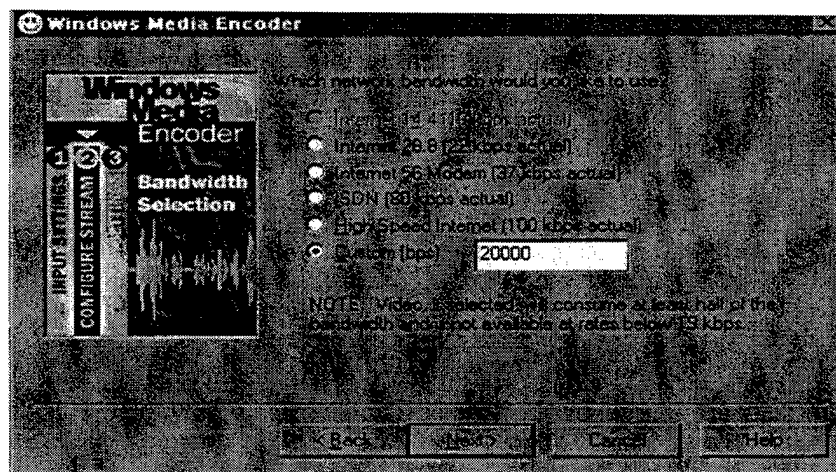 Windows Media Encoder
Which network bandwidth would you like to use
Windows
Media
Encoder
1 2 3
INPUT SETTINGS
CONFIGURE STREAM
Bandwidth
Selection
Internet 28.8 (22 kbps actual)
Internet 56 Modem (37 kbps actual)
ISDN (80 kbps actual)
High Speed Internet (100 kbps actual)
Custom (bps) 20000
NOTE: Video, if selected, will consume at least half of the
bandwidth and is not available at rates below 13 kbps.
< Back Next > Cancel Help